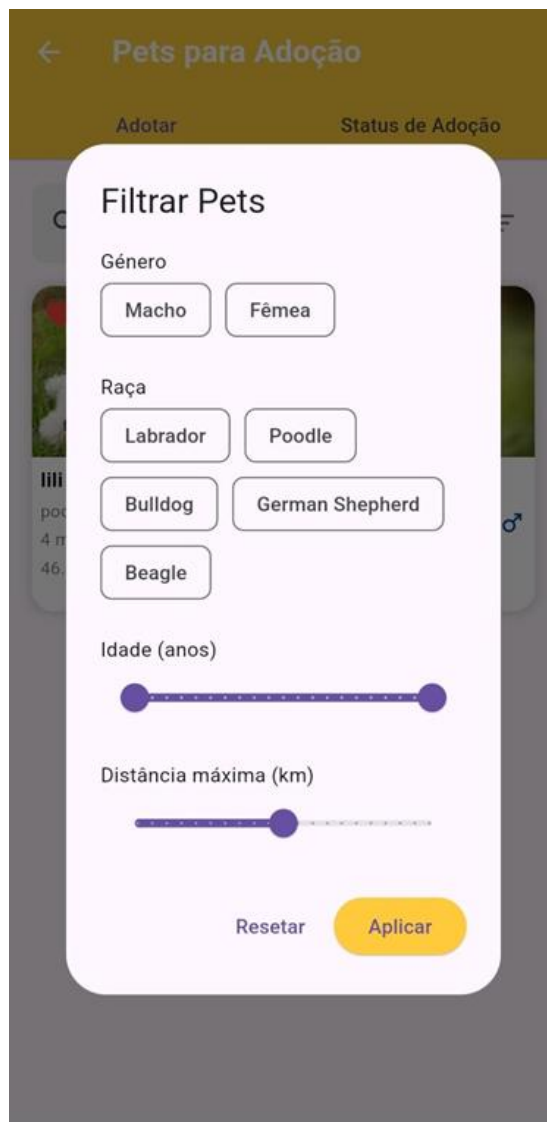 Pets para Adoção
Adotar Status de Adoção
Filtrar Pets
Género
Macho Fêmea
Raça
Labrador Poodle
Bulldog German Shepherd
Beagle
lili
46.
Idade (anos)
Distância máxima (km)
Resetar Aplicar